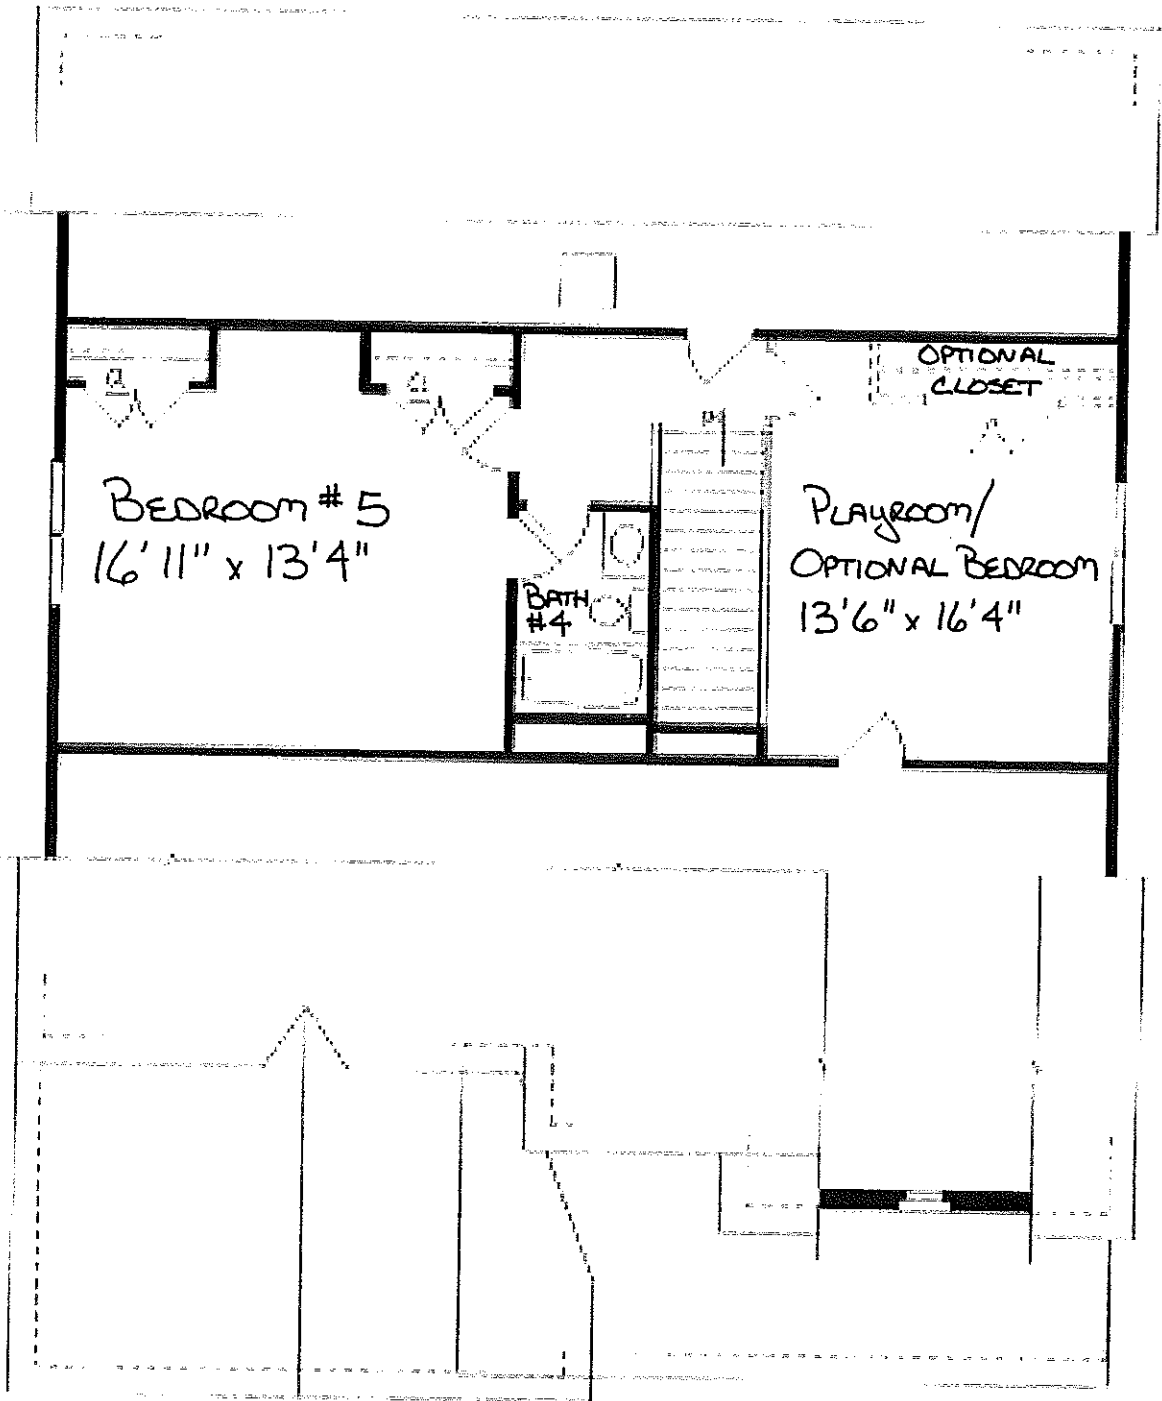 OPTIONAL
CLOSET
BEDROOM #5
16'11" x 13'4"
PLAYROOM/
OPTIONAL BEDROOM
13'6" x 16'4"
BATH
#4